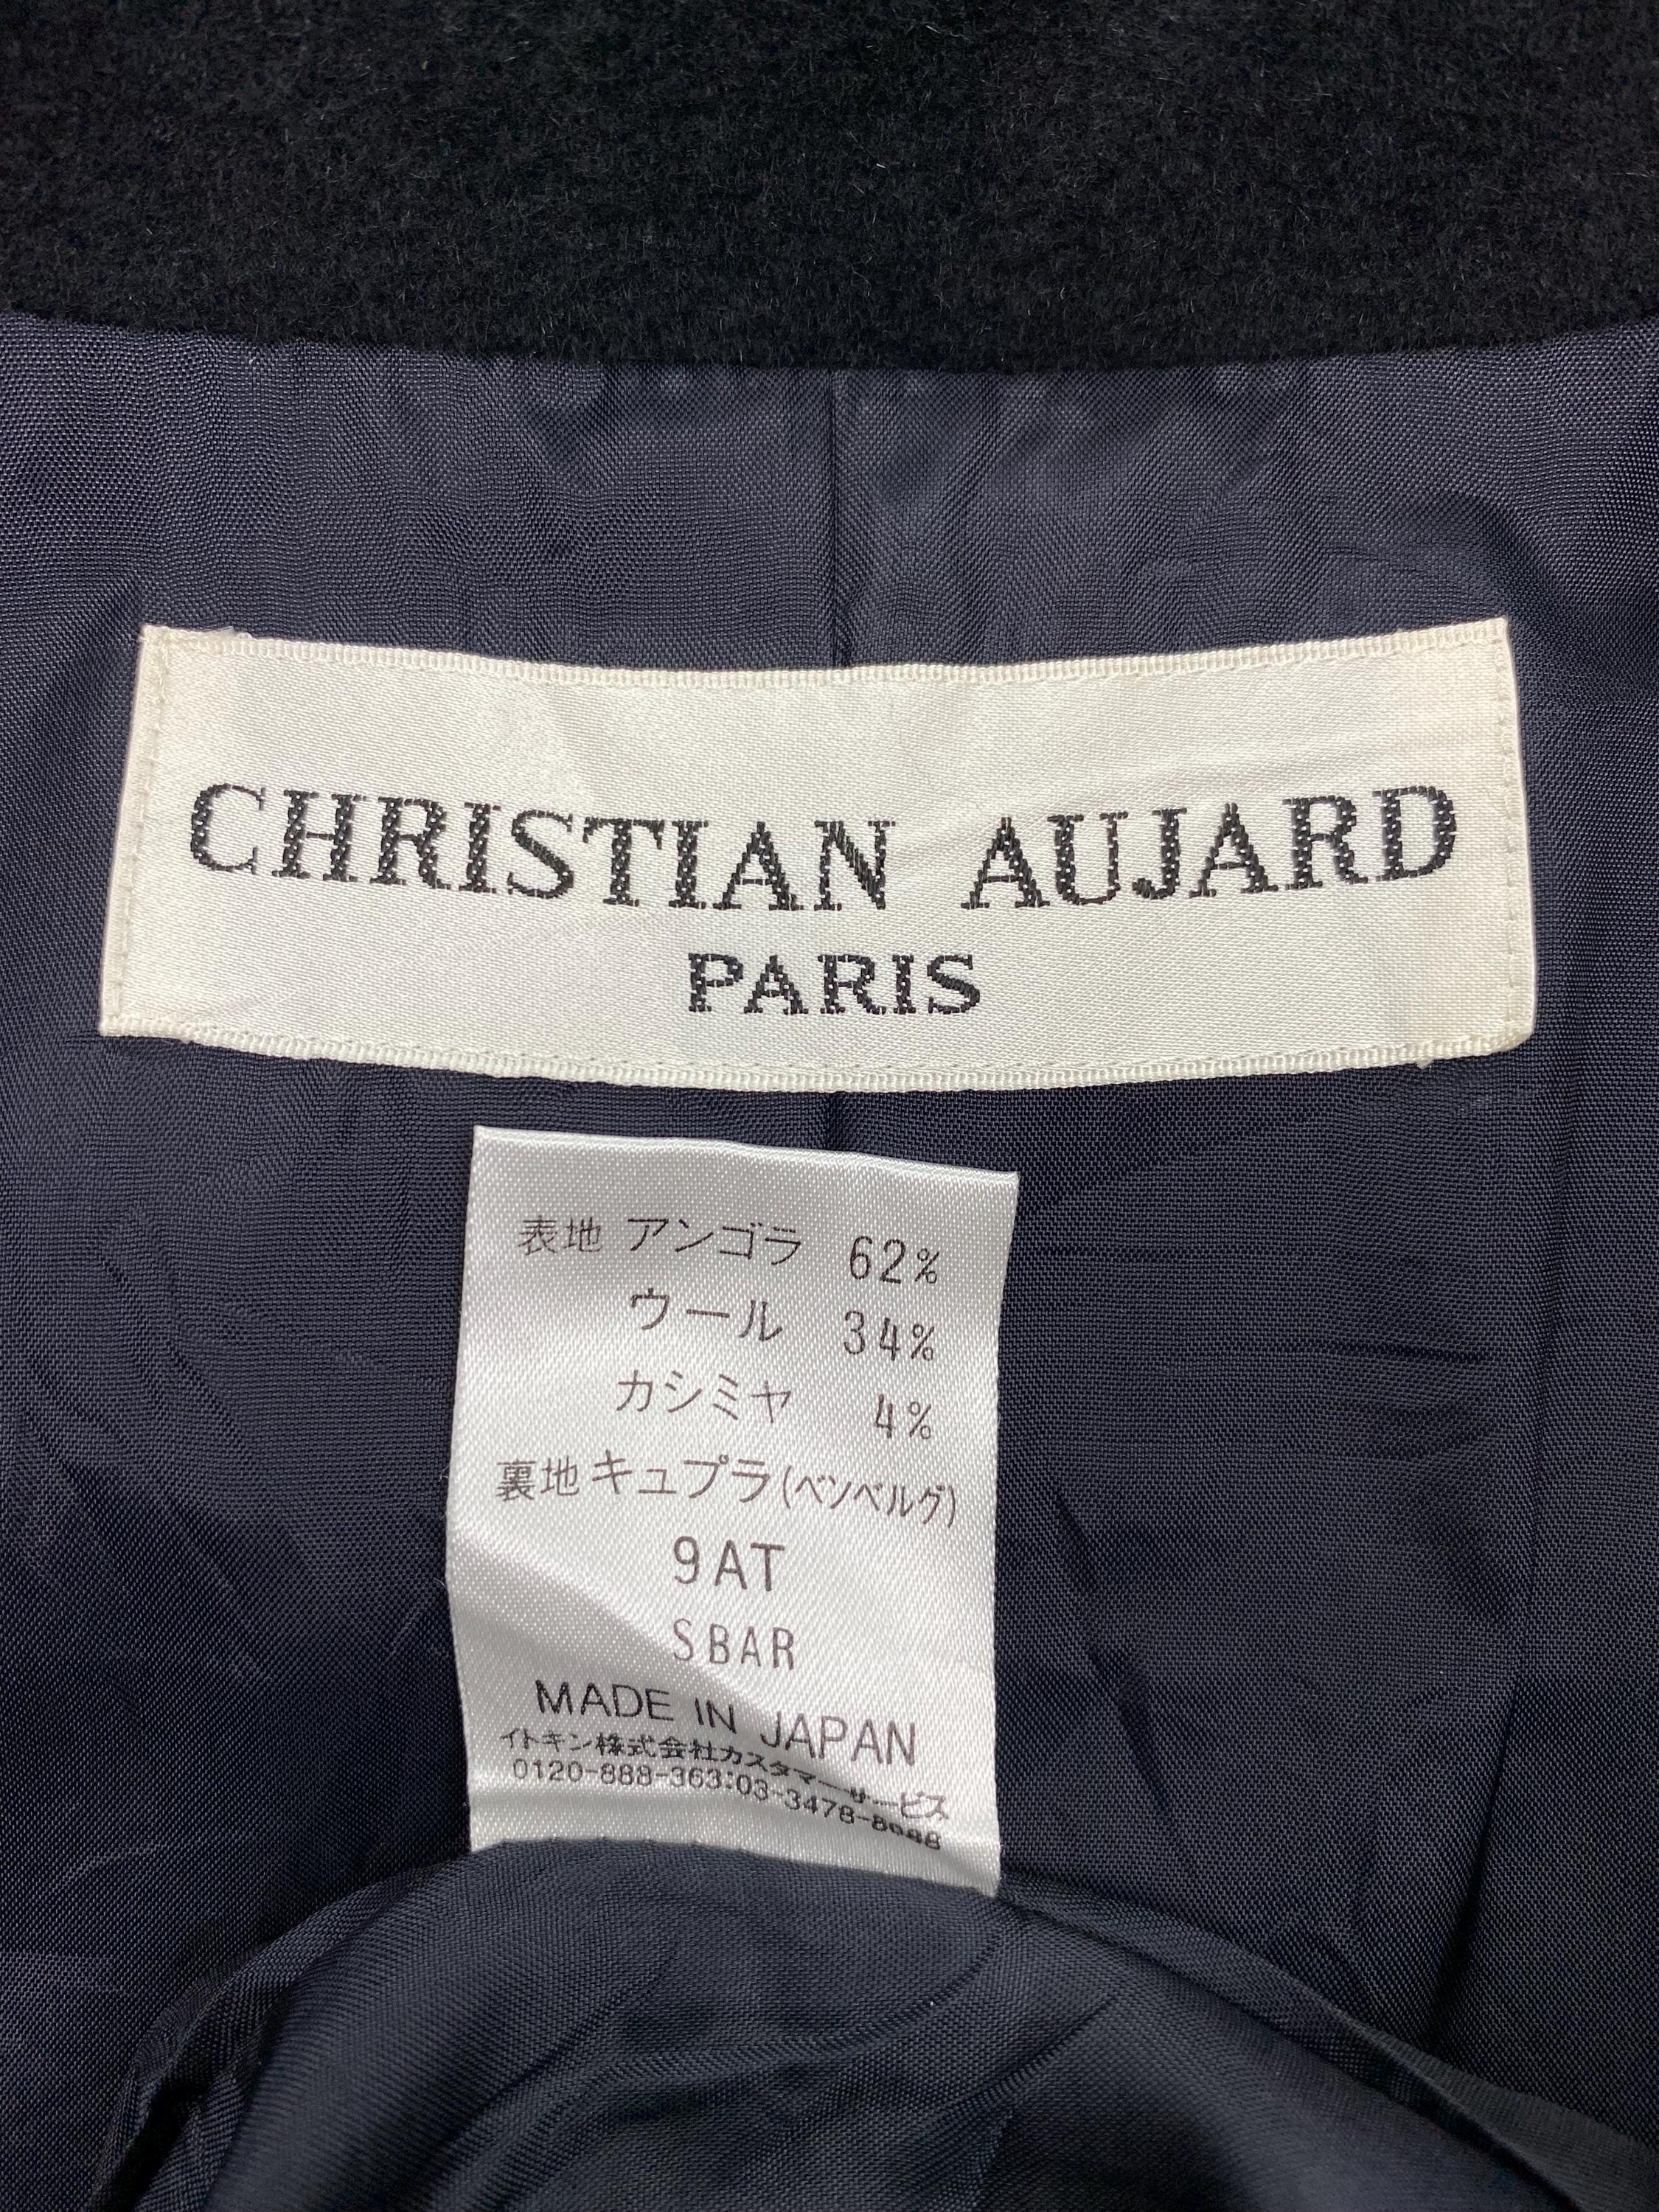 CHRISTIAN AUJARD
PARIS
表地 アンゴラ 62%
ウール 34%
カシミヤ 4%
裏地 キュプラ(ベンベルグ)
9AT
SBAR
MADE IN JAPAN
イトキン株式会社カスタマーサービス
0120-888-363:03-3478-8088